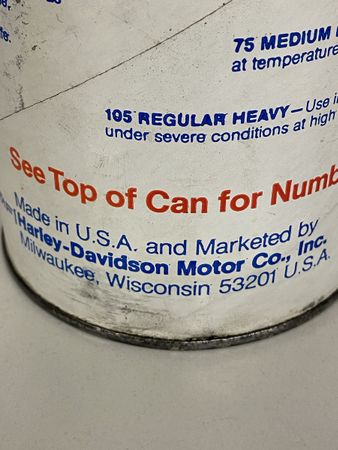 75 MEDIUM
at temperature
105 REGULAR HEAVY—Use
under severe conditions at high
See Top of Can for Numb
Made in U.S.A. and Marketed by
Harley-Davidson Motor Co., Inc.
Milwaukee, Wisconsin 53201 U.S.A.